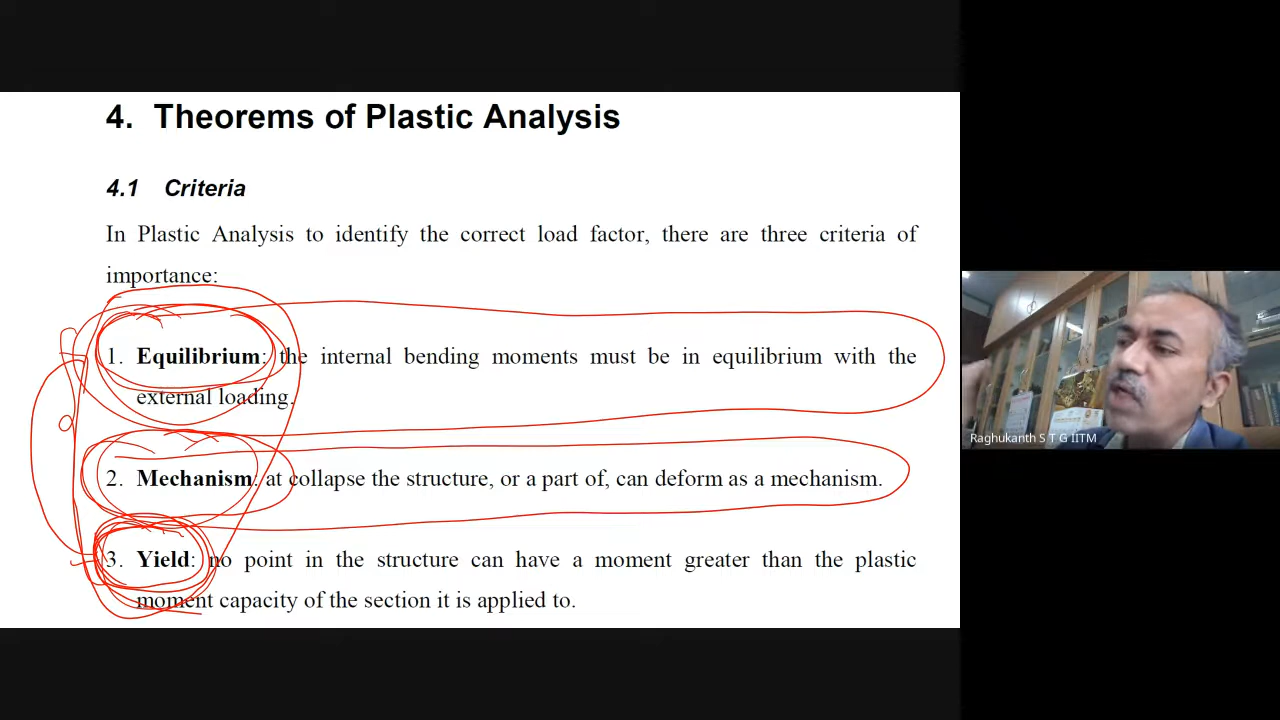 4. Theorems of Plastic Analysis
4.1 Criteria
In Plastic Analysis to identify the correct load factor, there are three criteria of
importance:
1. Equilibrium: the internal bending moments must be in equilibrium with the
external loading.
2. Mechanism: at collapse the structure, or a part of, can deform as a mechanism.
3. Yield: no point in the structure can have a moment greater than the plastic
moment capacity of the section it is applied to.
Raghukanth S T G IITM